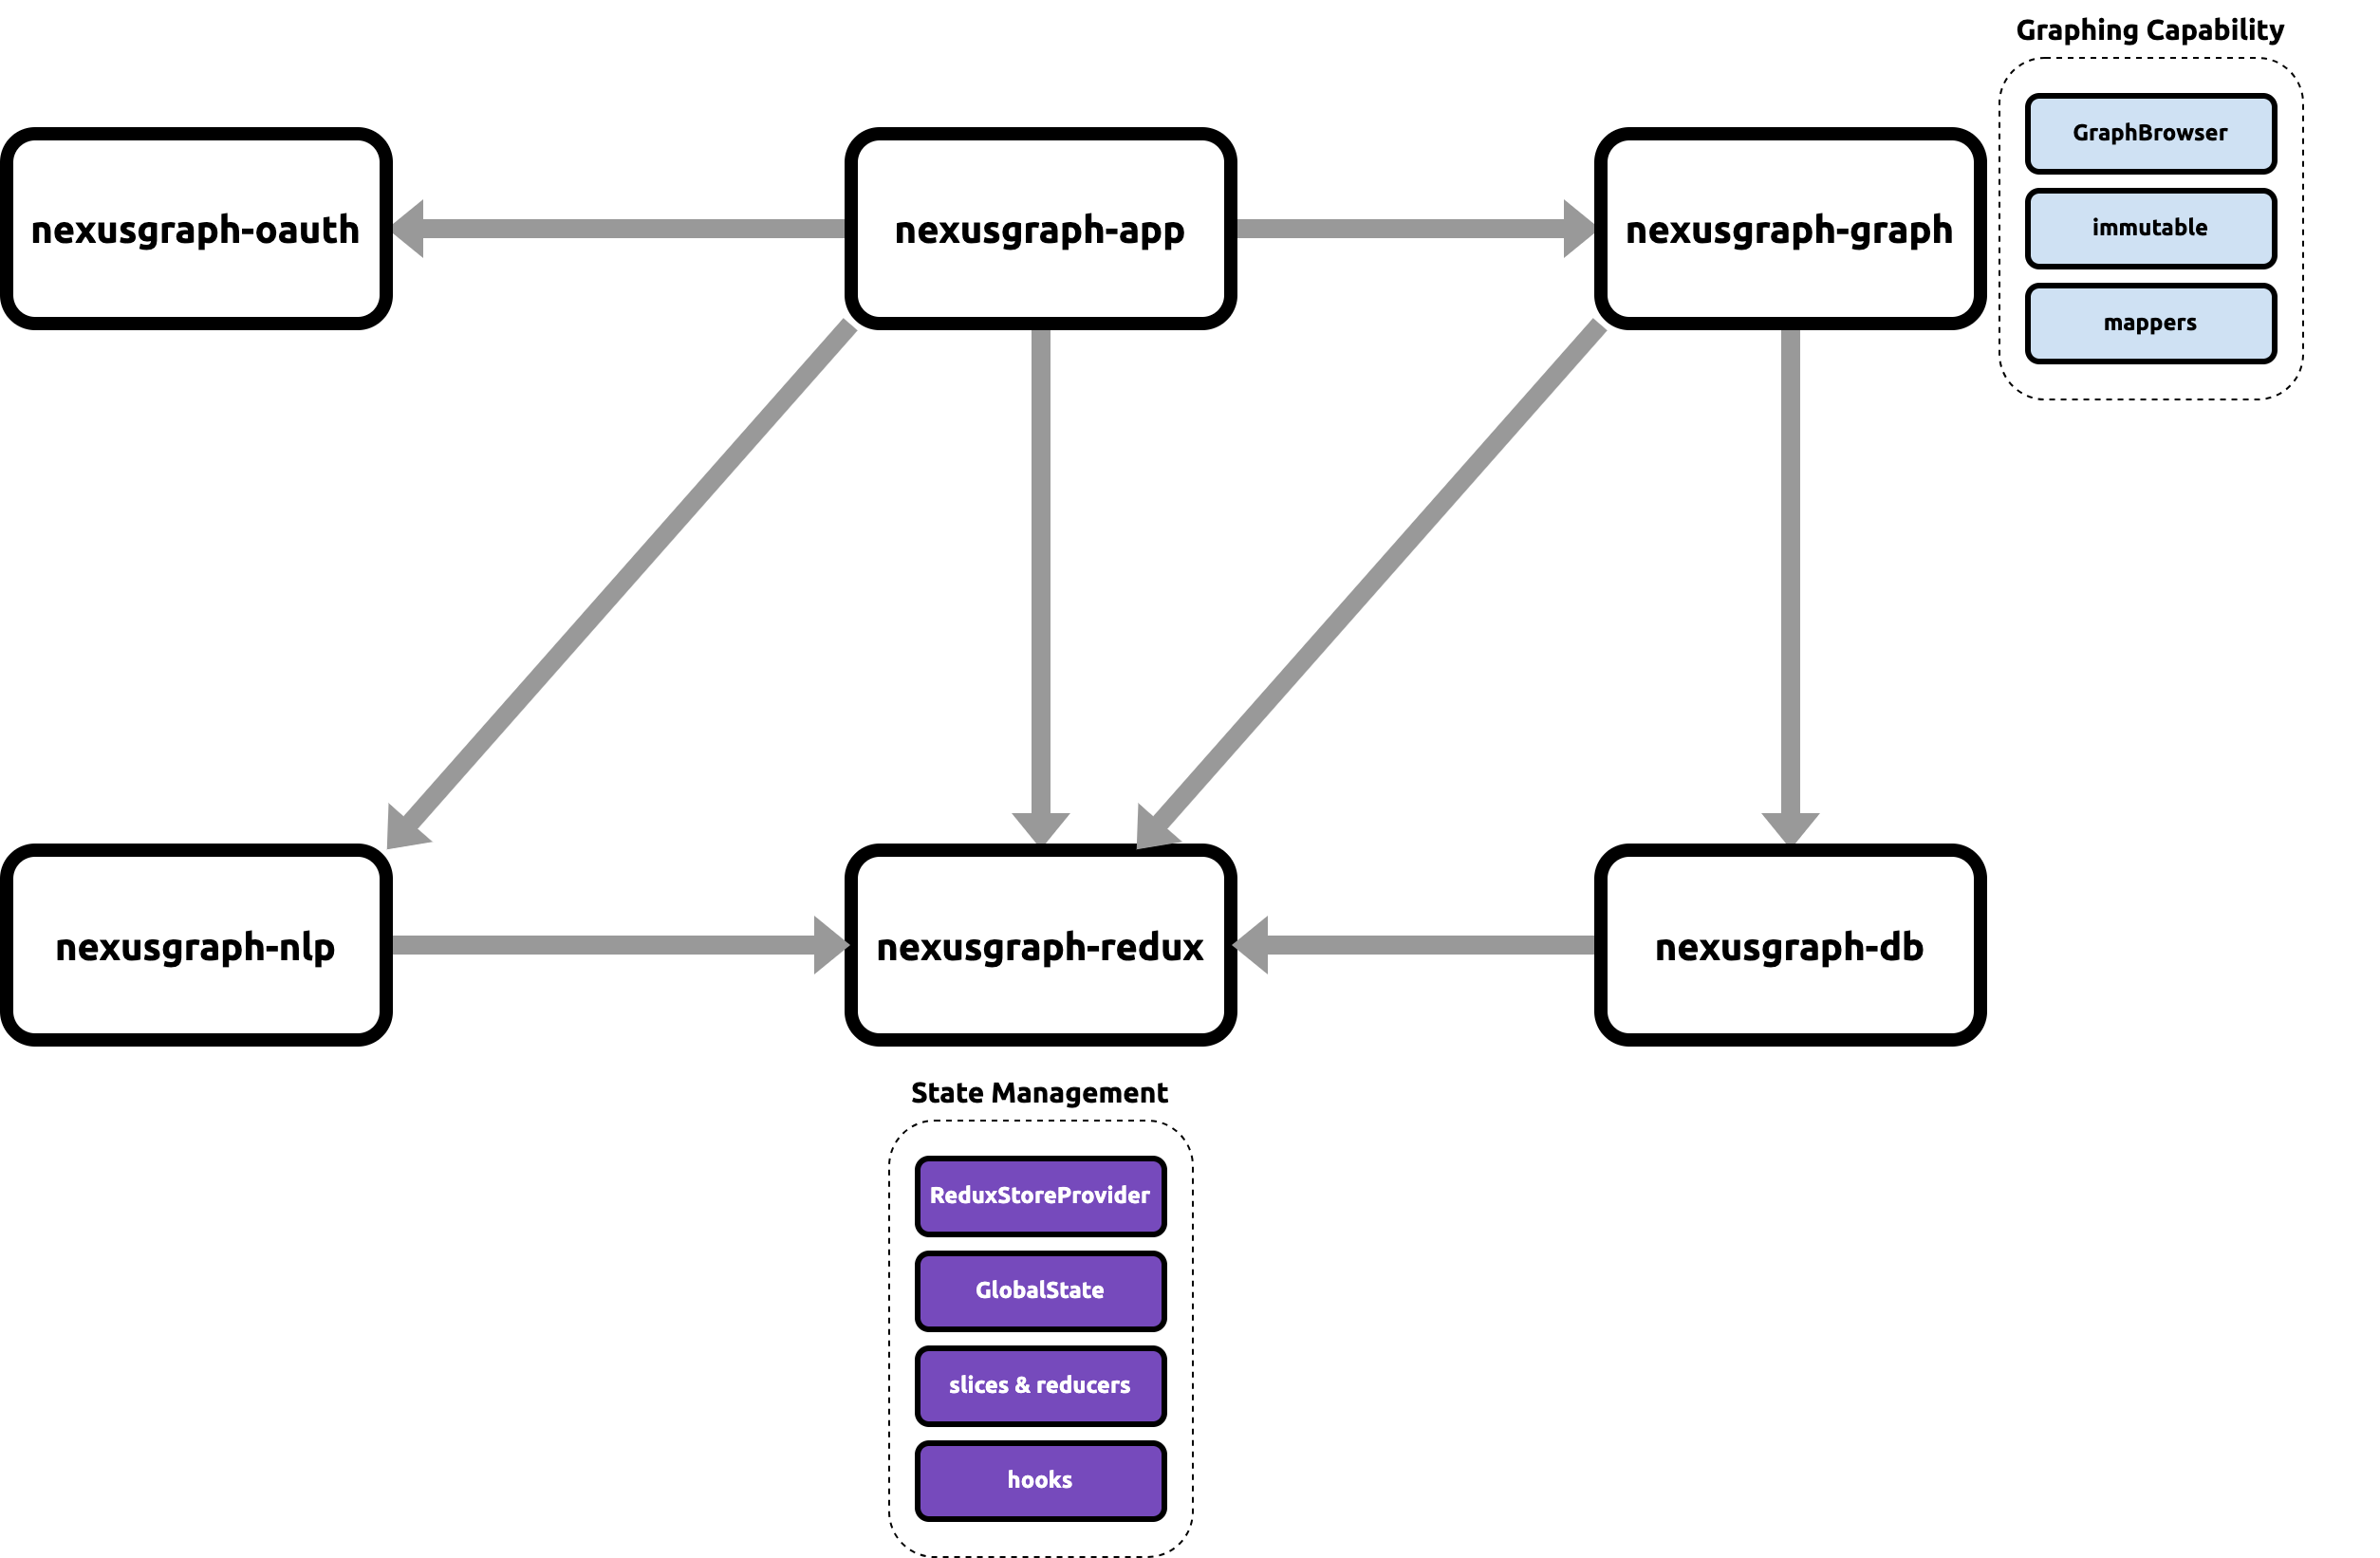 Graphing Capability
GraphBrowser
immutable
mappers
nexusgraph-oauth
nexusgraph-app
nexusgraph-graph
nexusgraph-nlp
nexusgraph-redux
nexusgraph-db
State Management
ReduxStoreProvider
GlobalState
slices & reducers
hooks